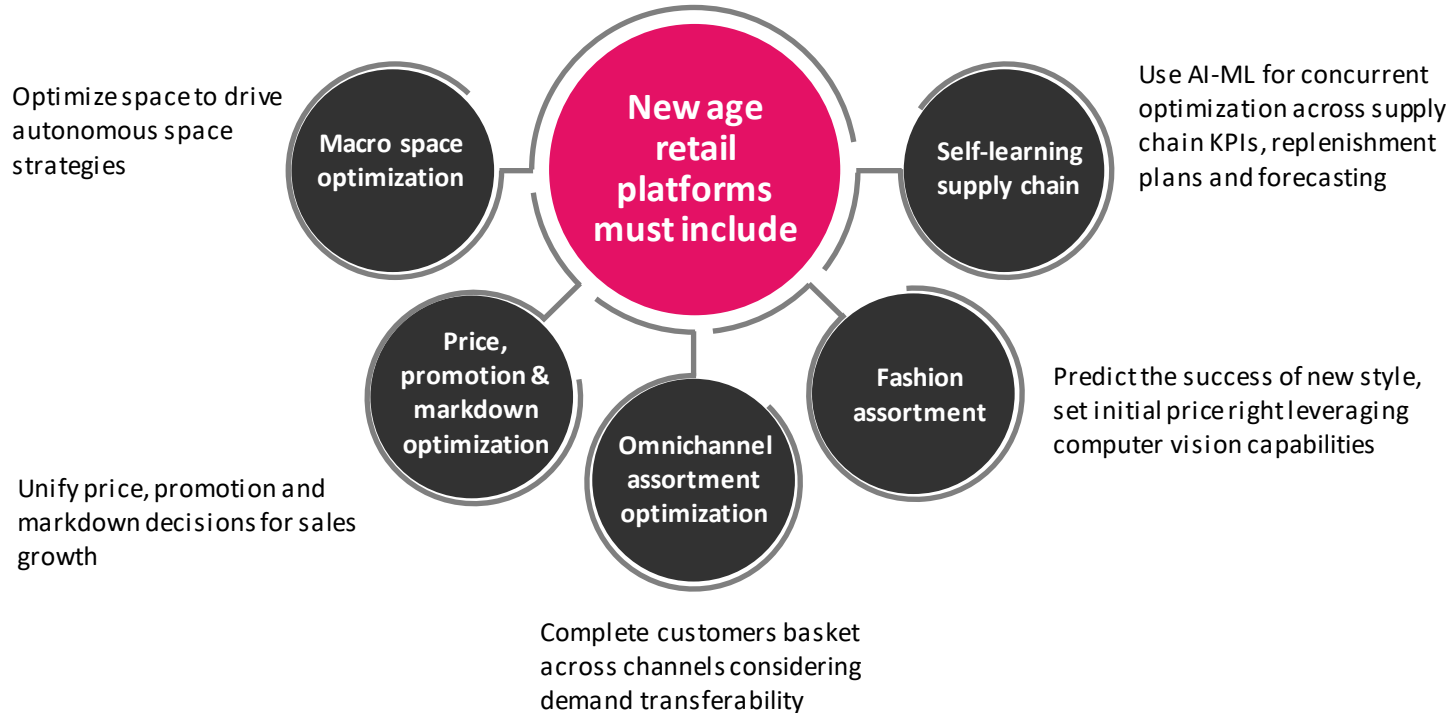 New age
retail
platforms
must include
Optimize space to drive
autonomous space
strategies
Macro space
optimization
Price,
promotion &
markdown
optimization
Unify price, promotion and
markdown decisions for sales
growth
Omnichannel
assortment
optimization
Complete customers basket
across channels considering
demand transferability
Fashion
assortment
Predict the success of new style,
set initial price right leveraging
computer vision capabilities
Self-learning
supply chain
Use AI-ML for concurrent
optimization across supply
chain KPIs, replenishment
plans and forecasting